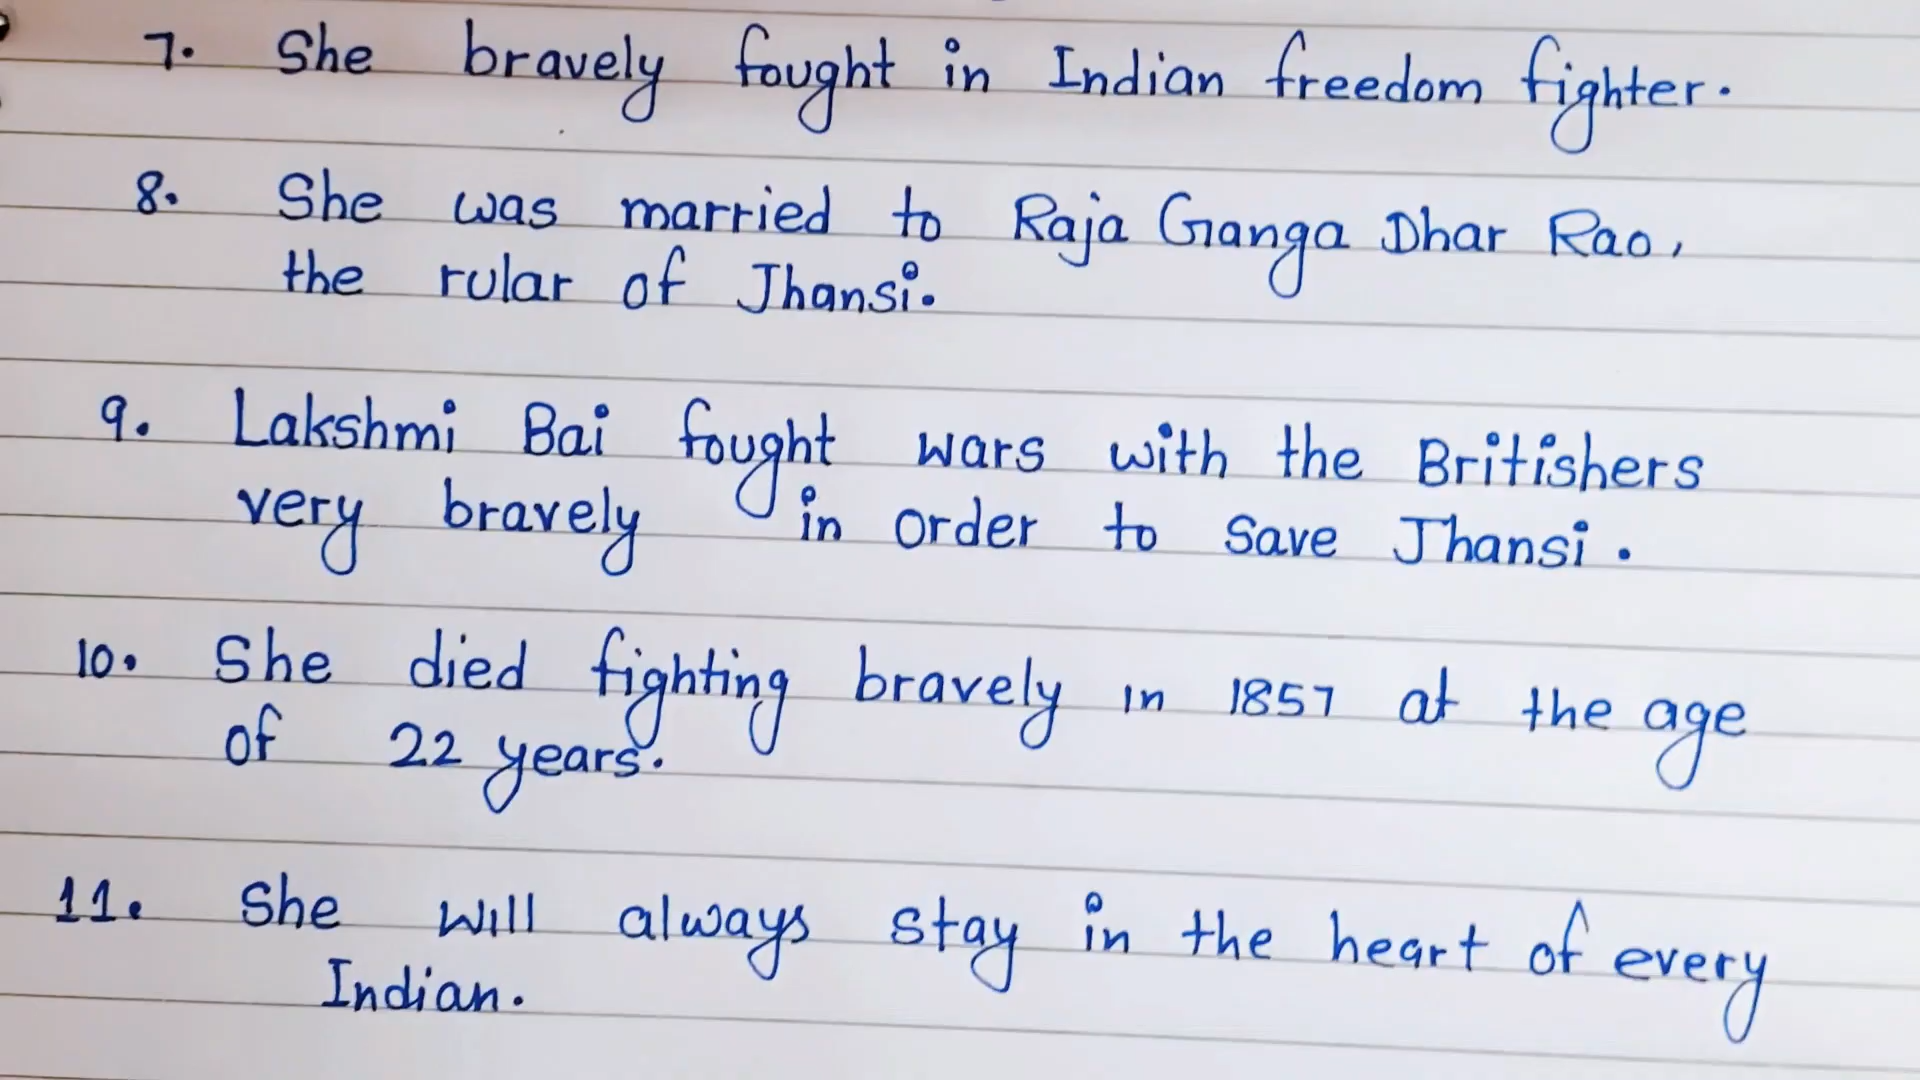 7. She bravely fought in Indian freedom fighter.
8. She was married to Raja Ganga Dhar Rao,
the rular of Jhansi.
9. Lakshmi Bai fought wars with the Britishers
very bravely in order to save Jhansi.
10. She died fighting bravely in 1857 at the age
of 22 years.
11. She will always stay in the heart of every
Indian.